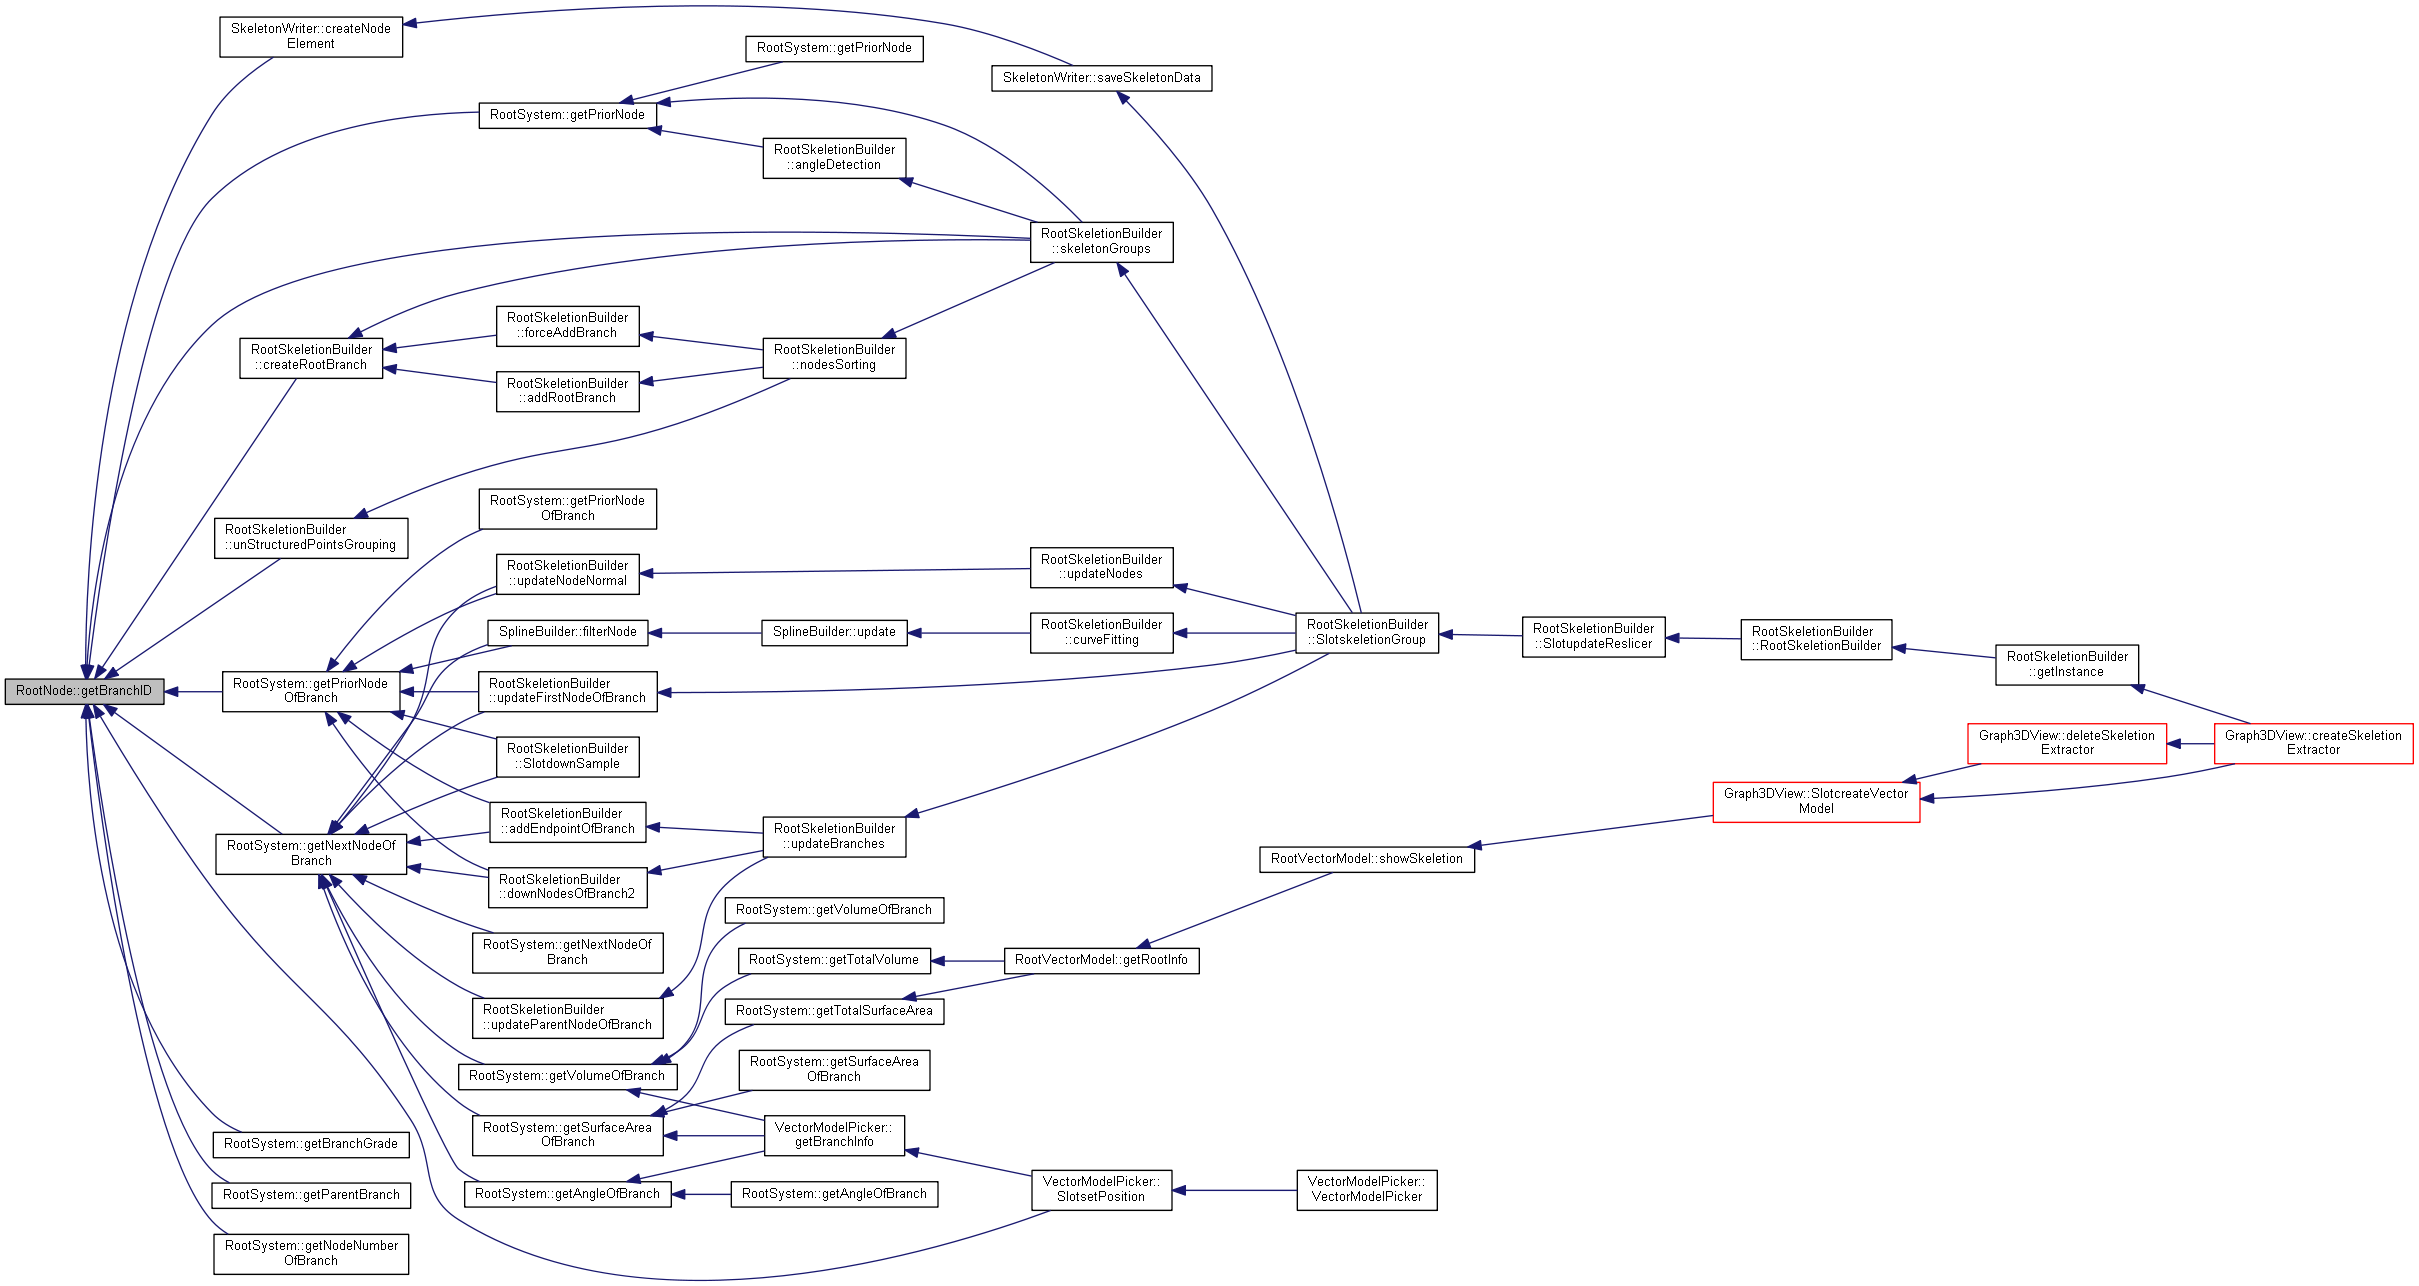 SkeletonWriter::createNode
Element
RootSystem::getPriorNode
SkeletonWriter::saveSkeletonData
RootSystem::getPriorNode
RootSkeletionBuilder
::angleDetection
RootSkeletionBuilder
::skeletonGroups
RootSkeletionBuilder
::forceAddBranch
RootSkeletionBuilder
::createRootBranch
RootSkeletionBuilder
::nodesSorting
RootSkeletionBuilder
::addRootBranch
RootSystem::getPriorNode
OfBranch
RootSkeletionBuilder
::unStructuredPointsGrouping
RootSkeletionBuilder
::updateNodeNormal
RootSkeletionBuilder
::updateNodes
SplineBuilder::filterNode
SplineBuilder::update
RootSkeletionBuilder
::curveFitting
RootSkeletionBuilder
::SlotskeletionGroup
RootSkeletionBuilder
::SlotupdateReslicer
RootSkeletionBuilder
::RootSkeletionBuilder
RootSkeletionBuilder
::getInstance
RootNode::getBranchID
RootSystem::getPriorNode
OfBranch
RootSkeletionBuilder
::updateFirstNodeOfBranch
RootSkeletionBuilder
::SlotdownSample
Graph3DView::deleteSkeletion
Extractor
Graph3DView::createSkeletion
Extractor
Graph3DView::SlotcreateVector
Model
RootSkeletionBuilder
::addEndpointOfBranch
RootSkeletionBuilder
::updateBranches
RootSystem::getNextNodeOf
Branch
RootVectorModel::showSkeletion
RootSkeletionBuilder
::downNodesOfBranch2
RootSystem::getVolumeOfBranch
RootSystem::getNextNodeOf
Branch
RootSystem::getTotalVolume
RootVectorModel::getRootInfo
RootSkeletionBuilder
::updateParentNodeOfBranch
RootSystem::getTotalSurfaceArea
RootSystem::getVolumeOfBranch
RootSystem::getSurfaceArea
OfBranch
RootSystem::getSurfaceArea
OfBranch
VectorModelPicker::
getBranchInfo
RootSystem::getBranchGrade
RootSystem::getParentBranch
RootSystem::getAngleOfBranch
RootSystem::getAngleOfBranch
VectorModelPicker::
SlotsetPosition
VectorModelPicker::
VectorModelPicker
RootSystem::getNodeNumber
OfBranch